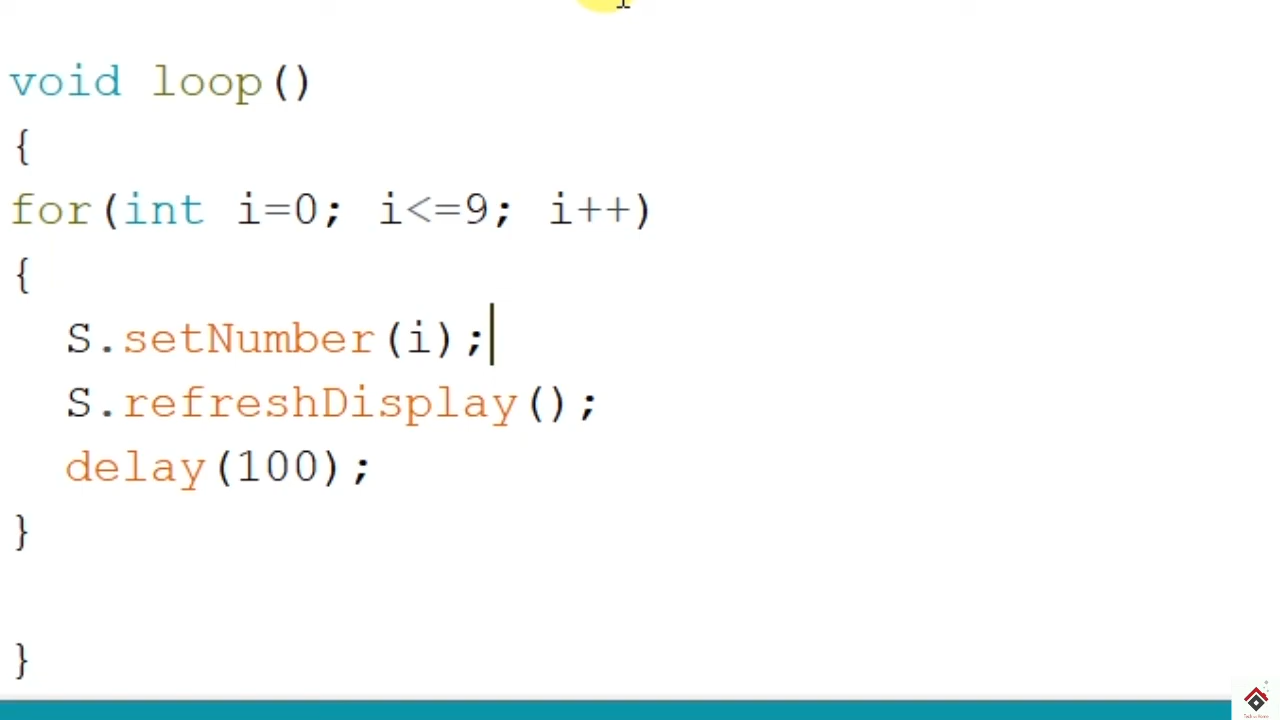 void loop()
{
for(int i=0; i<=9; i++)
{
  S.setNumber(i);
  S.refreshDisplay();
  delay(100);
}
}